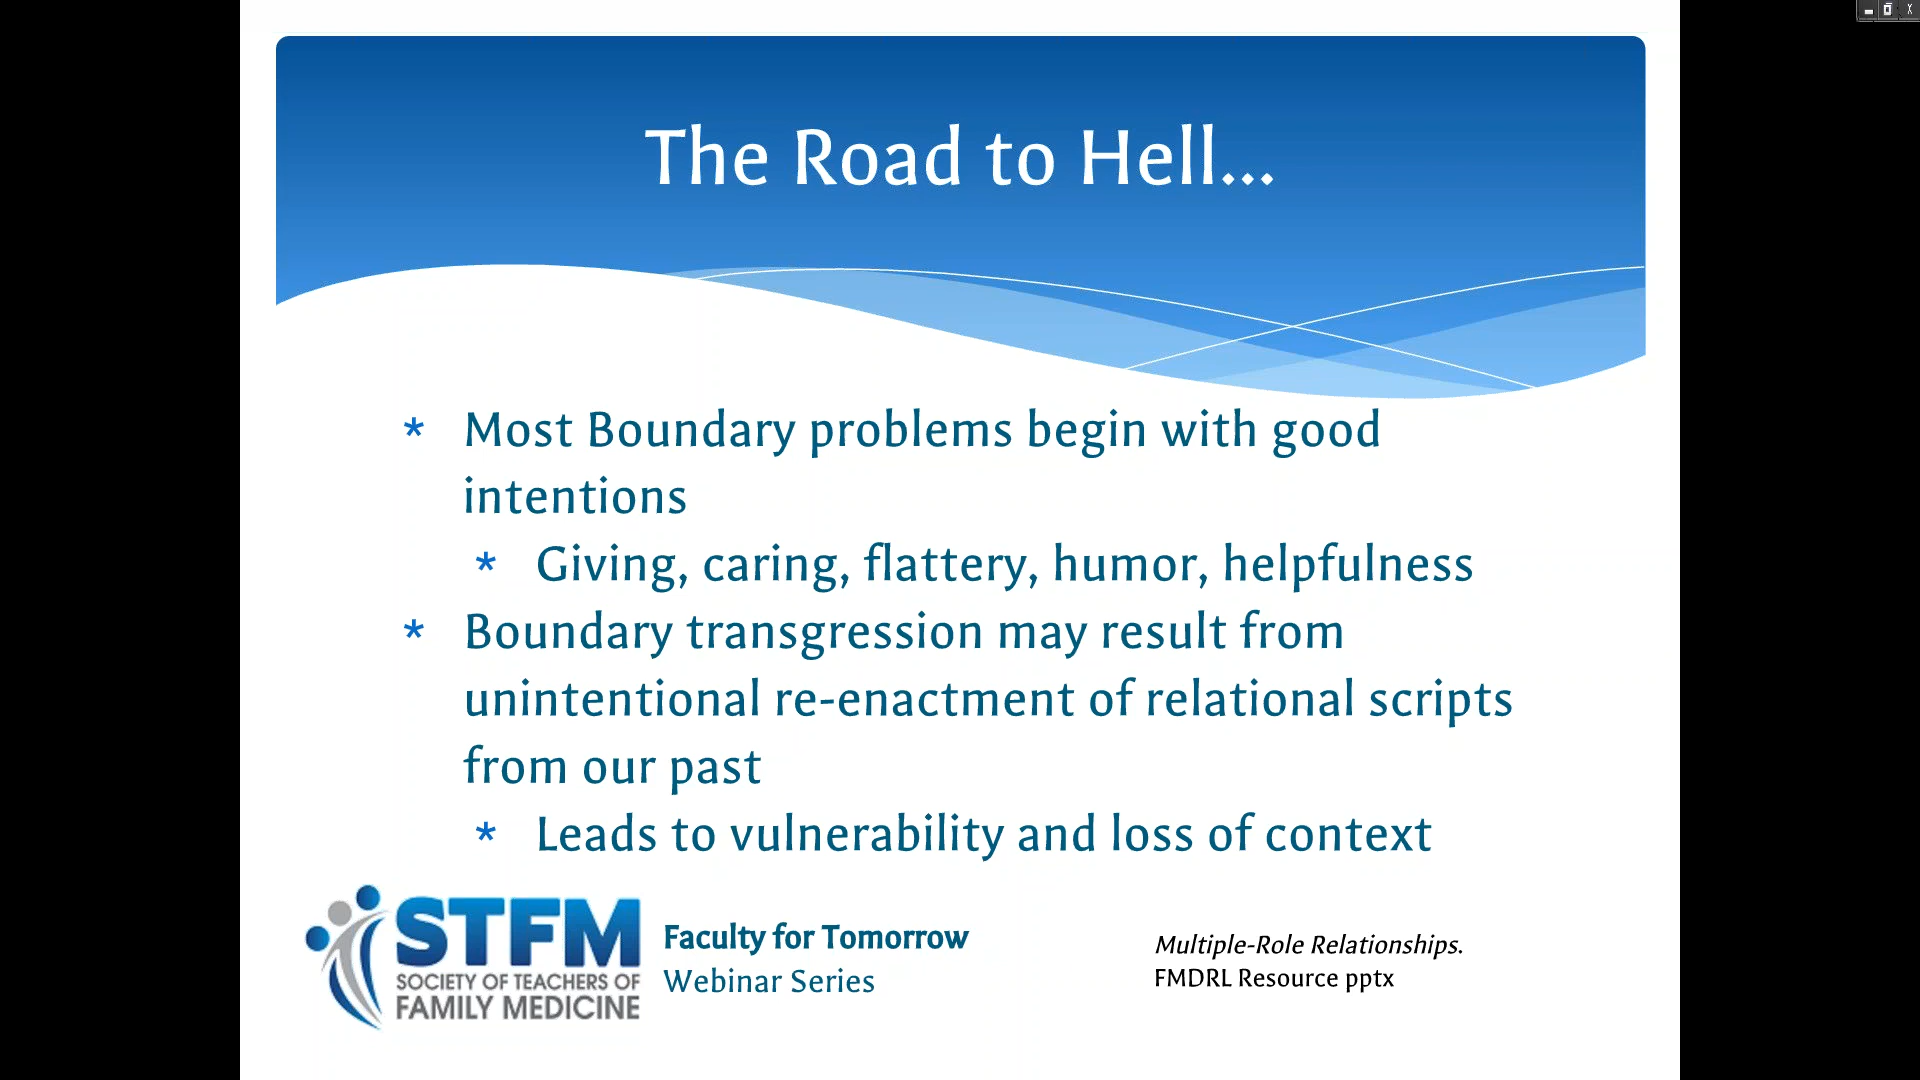 The Road to Hell...
* Most Boundary problems begin with good
intentions
* Giving, caring, flattery, humor, helpfulness
* Boundary transgression may result from
unintentional re-enactment of relational scripts
from our past
* Leads to vulnerability and loss of context
STFM
SOCIETY OF TEACHERS OF
FAMILY MEDICINE
Faculty for Tomorrow
Webinar Series
Multiple-Role Relationships.
FMDRL Resource pptx